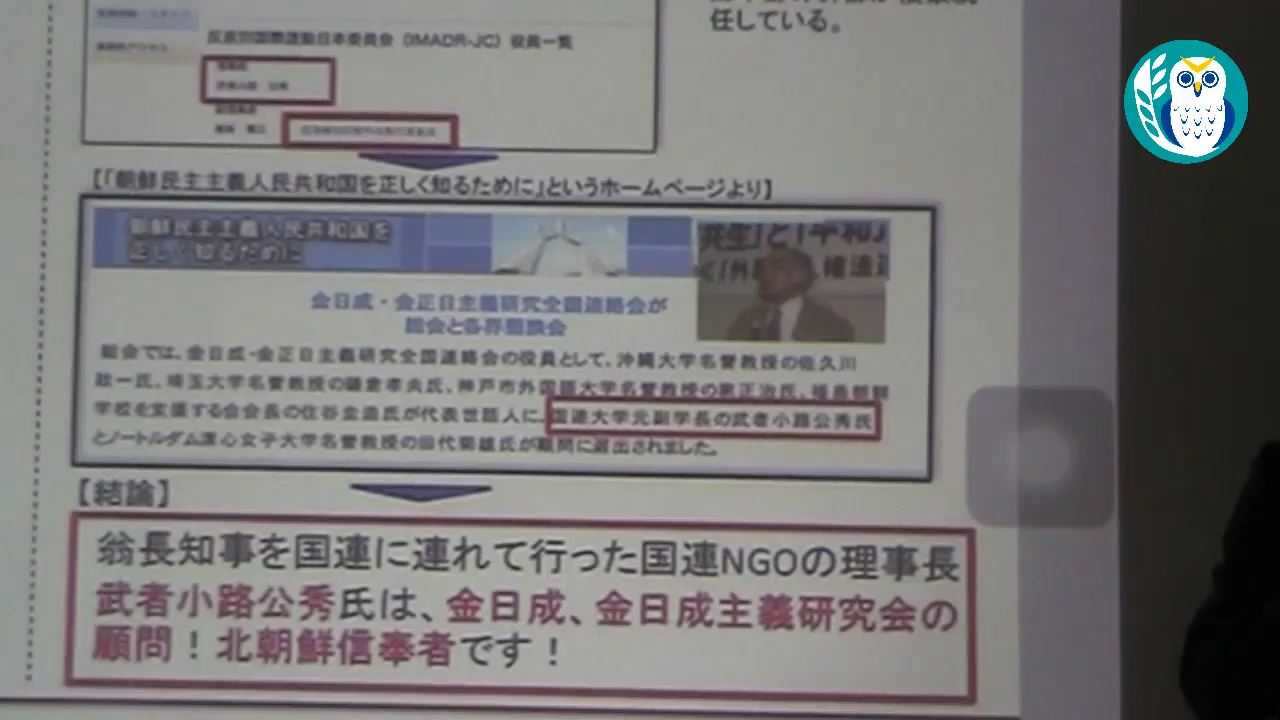 任している。
反差別国際運動日本委員会（IMADR-JC）役員一覧
【「朝鮮民主主義人民共和国を正しく知るために」というホームページより】
朝鮮民主主義人民共和国を
正しく知るために
共生」と「平和」
権法
金日成・金正日主義研究全国連絡会が
総会と各界懇談会
総会では、金日成・金正日主義研究全国連絡会の役員として、沖縄大学名誉教授の佐久川
政一氏、埼玉大学名誉教授の鎌倉孝夫氏、神戸市外国語大学名誉教授の家正治氏、福島朝鮮
学校を支援する会会長の住谷圭造氏が代表世話人に、国連大学元副学長の武者小路公秀氏
とノートルダム清心女子大学名誉教授の田代菊雄氏が顧問に選出されました。
【結論】
翁長知事を国連に連れて行った国連NGOの理事長
武者小路公秀氏は、金日成、金日成主義研究会の
顧問！北朝鮮信奉者です！